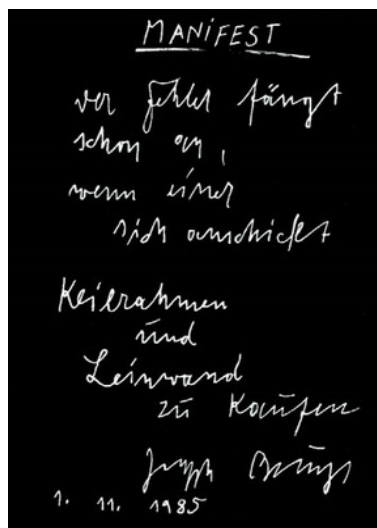 MANIFEST
der Fehler fängt
schon an,
wenn einer
sich anschickt
Keilrahmen
und
Leinwand
zu Kaufen
Joseph Beuys
1. 11. 1985